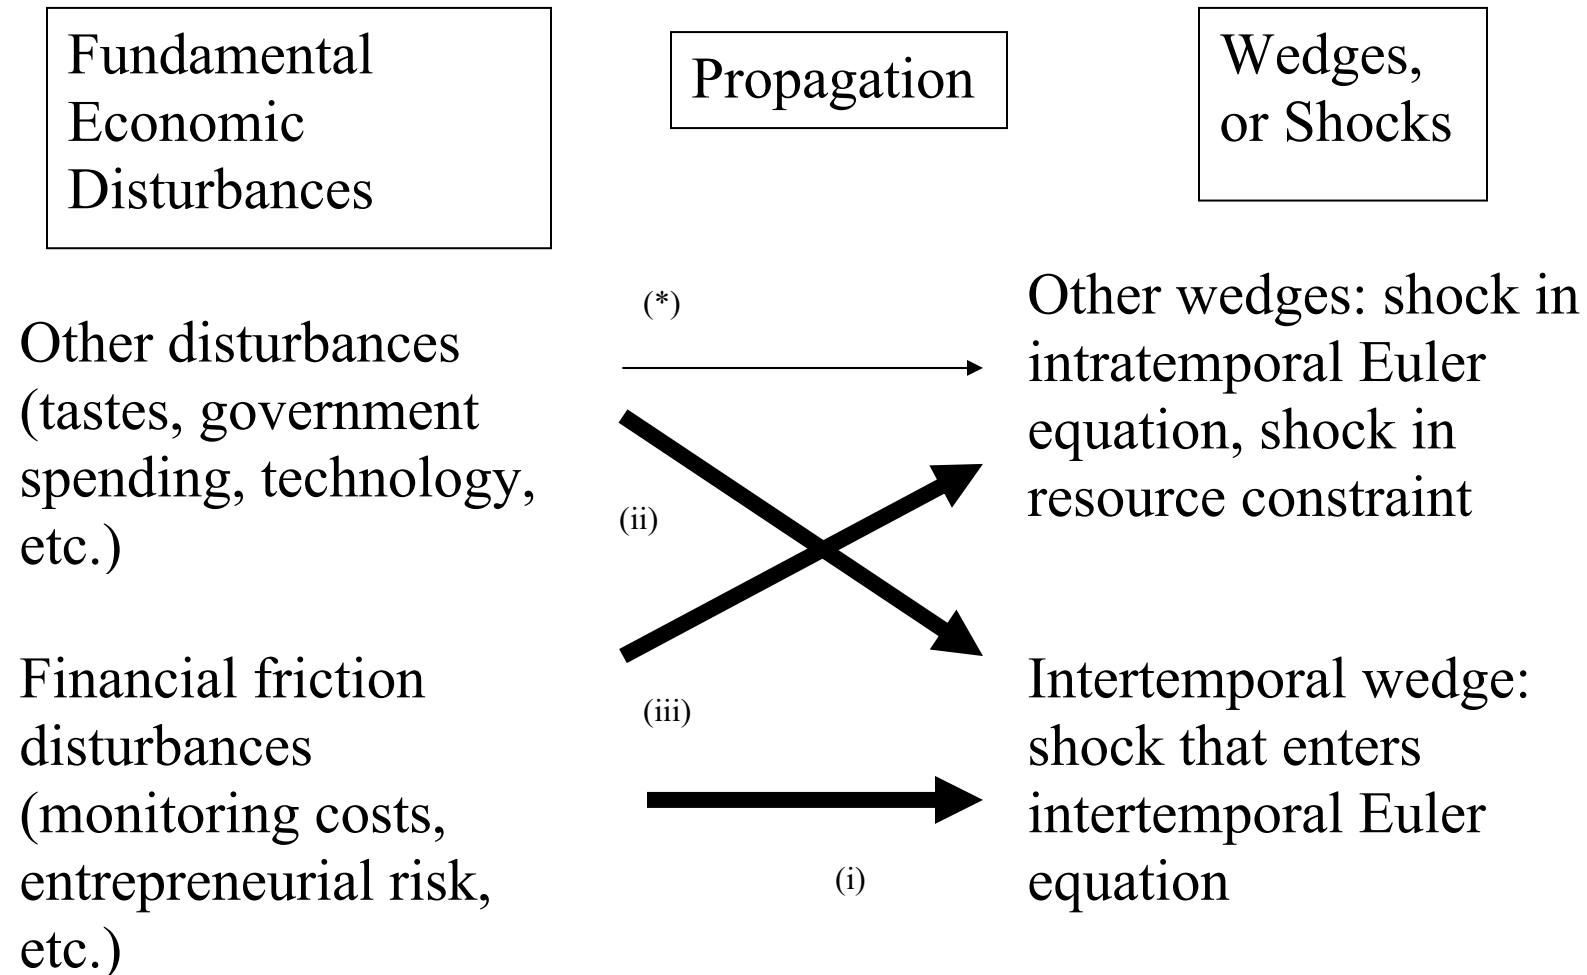 Fundamental
Economic
Disturbances
Propagation
Wedges,
or Shocks
Other disturbances
(tastes, government
spending, technology,
etc.)
Financial friction
disturbances
(monitoring costs,
entrepreneurial risk,
etc.)
(*)
(ii)
(iii)
(i)
Other wedges: shock in
intratemporal Euler
equation, shock in
resource constraint
Intertemporal wedge:
shock that enters
intertemporal Euler
equation